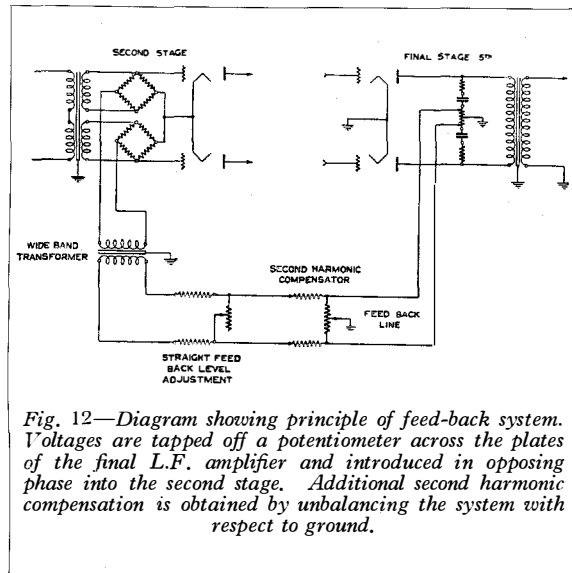 SECOND STAGE
FINAL STAGE 5TH
WIDE BAND
TRANSFORMER
SECOND HARMONIC
COMPENSATOR
FEED BACK
LINE
STRAIGHT FEED
BACK LEVEL
ADJUSTMENT
Fig. 12—Diagram showing principle of feed-back system.
Voltages are tapped off a potentiometer across the plates
of the final L.F. amplifier and introduced in opposing
phase into the second stage. Additional second harmonic
compensation is obtained by unbalancing the system with
respect to ground.